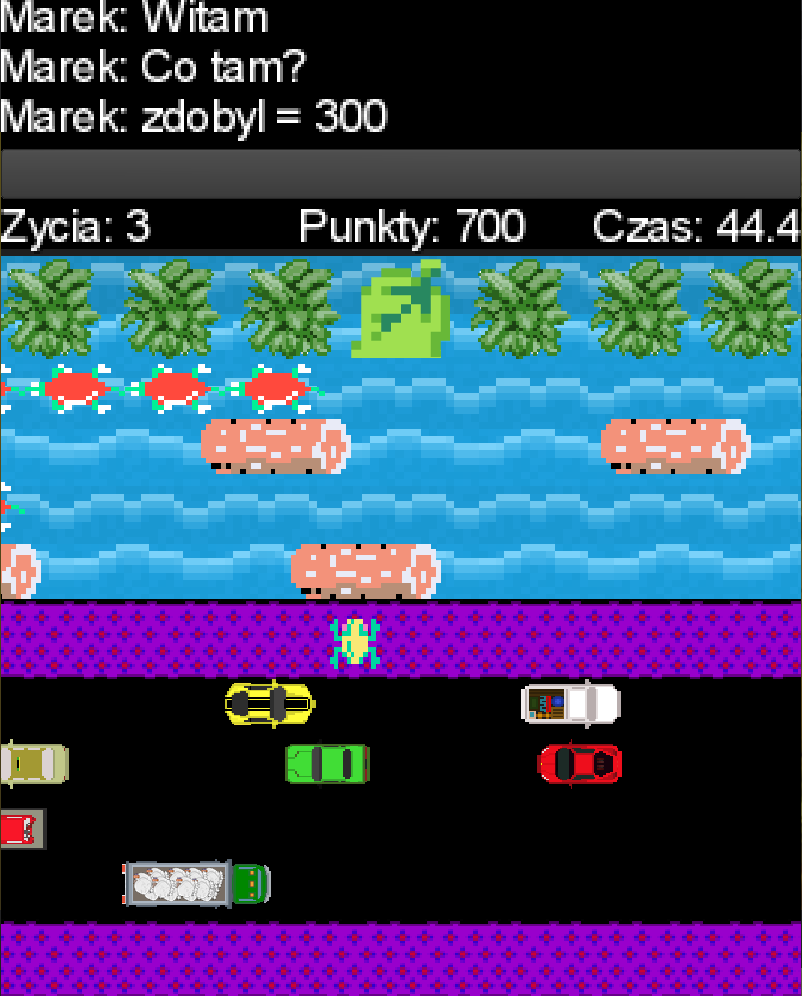 Marek: Witam
Marek: Co tam?
Marek: zdobyl = 300
Zycia: 3 Punkty: 700 Czas: 44.4